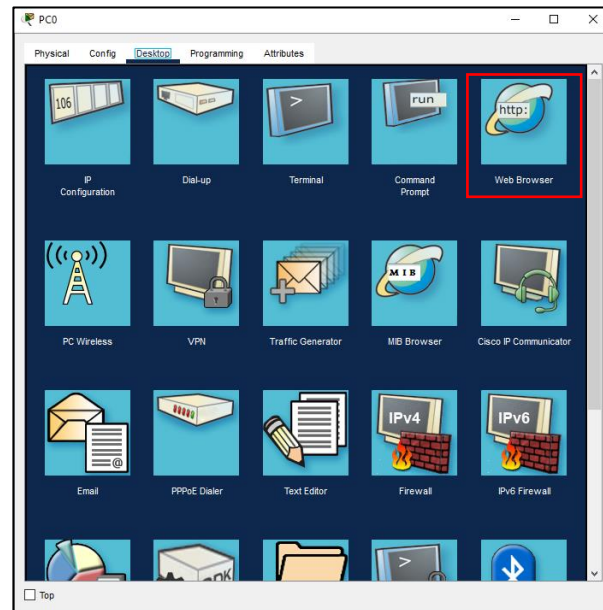 PC0
Physical Config Desktop Programming Attributes
106
>
run
http:
IP
Configuration
Dial-up
Terminal
Command
Prompt
Web Browser
MIB
PC Wireless
VPN
Traffic Generator
MIB Browser
Cisco IP Communicator
@
IPv4
IPv6
Email
PPPoE Dialer
Text Editor
Firewall
IPv6 Firewall
>
Top